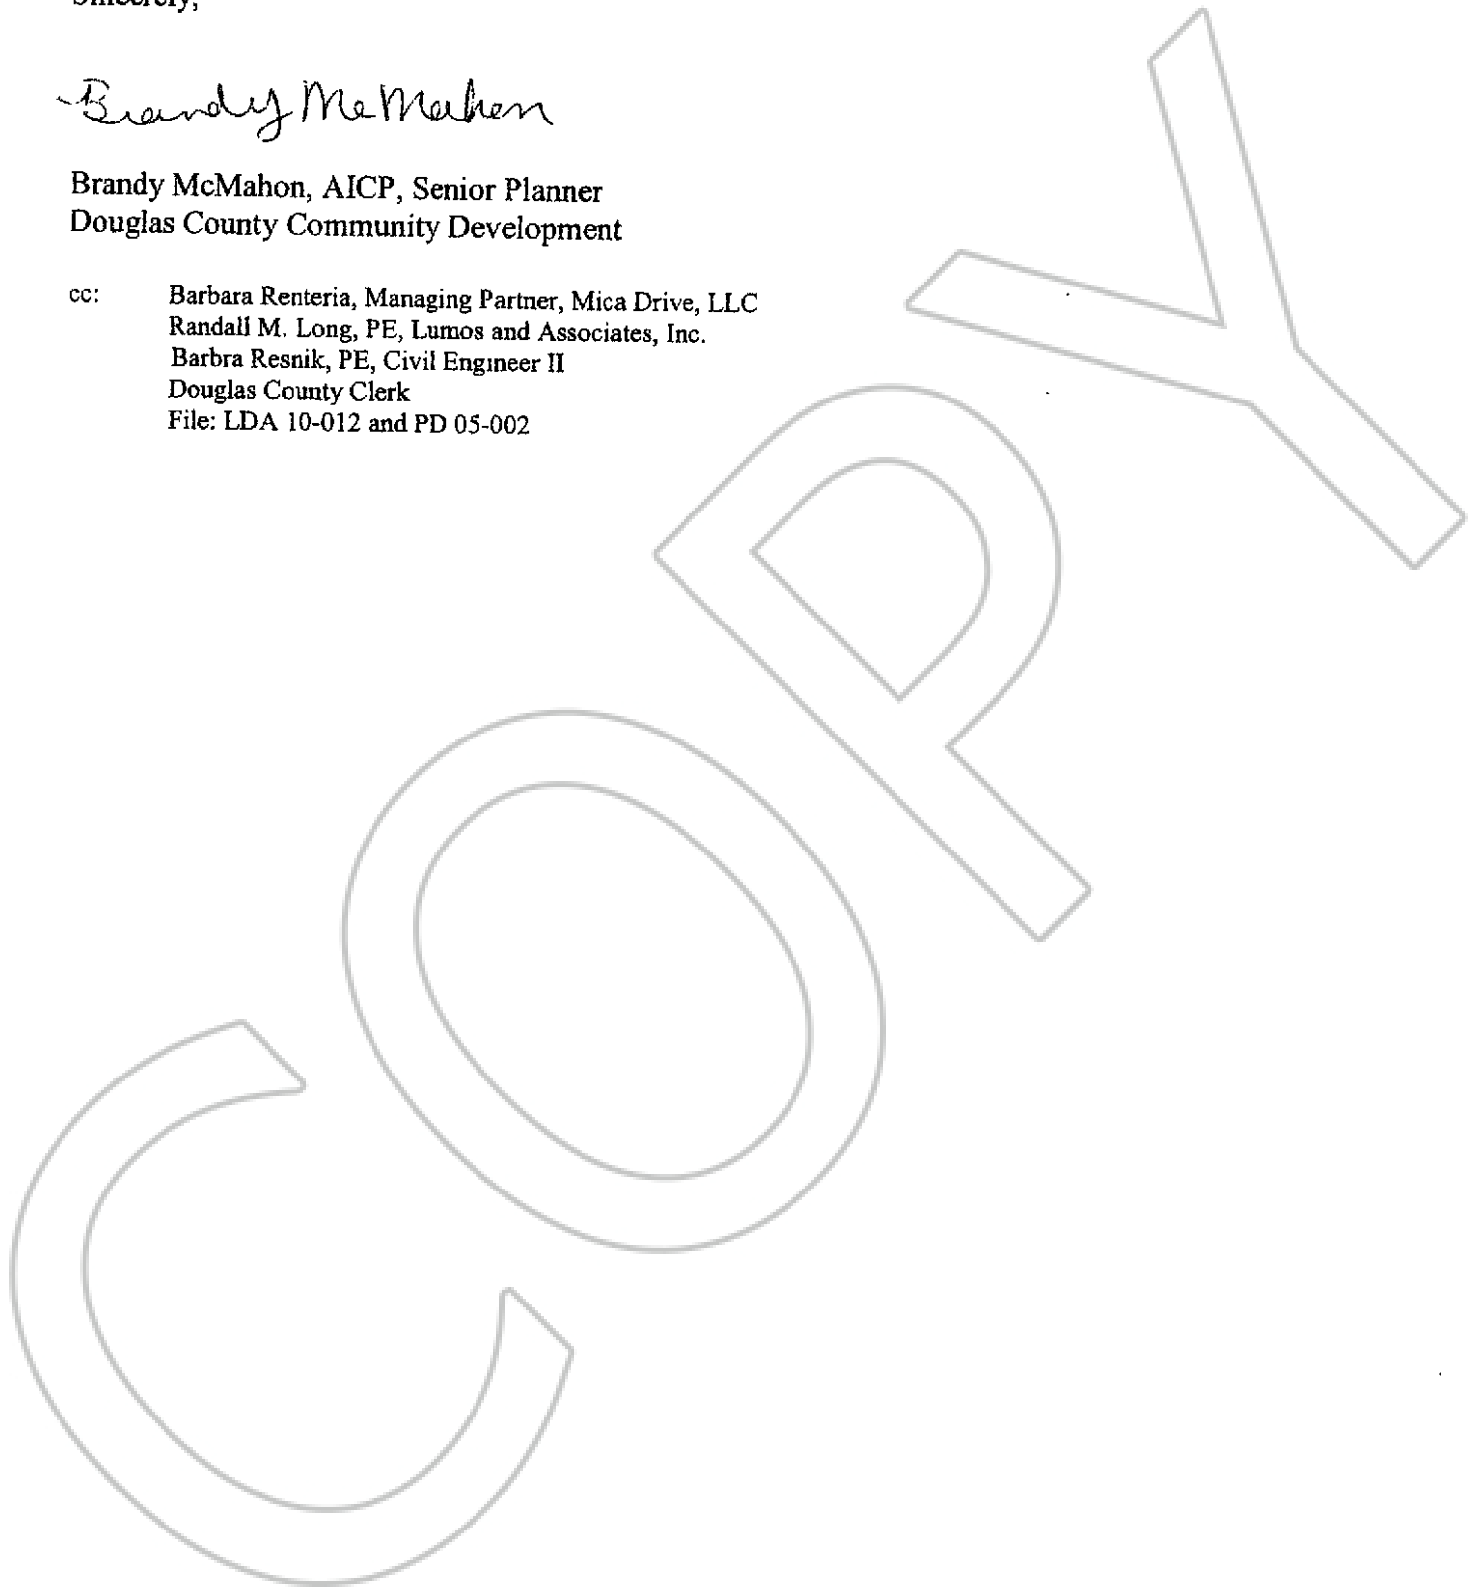 Sincerely,
Brandy McMahon
Brandy McMahon, AICP, Senior Planner
Douglas County Community Development
cc: Barbara Renteria, Managing Partner, Mica Drive, LLC
Randall M. Long, PE, Lumos and Associates, Inc.
Barbra Resnik, PE, Civil Engineer II
Douglas County Clerk
File: LDA 10-012 and PD 05-002
COPY